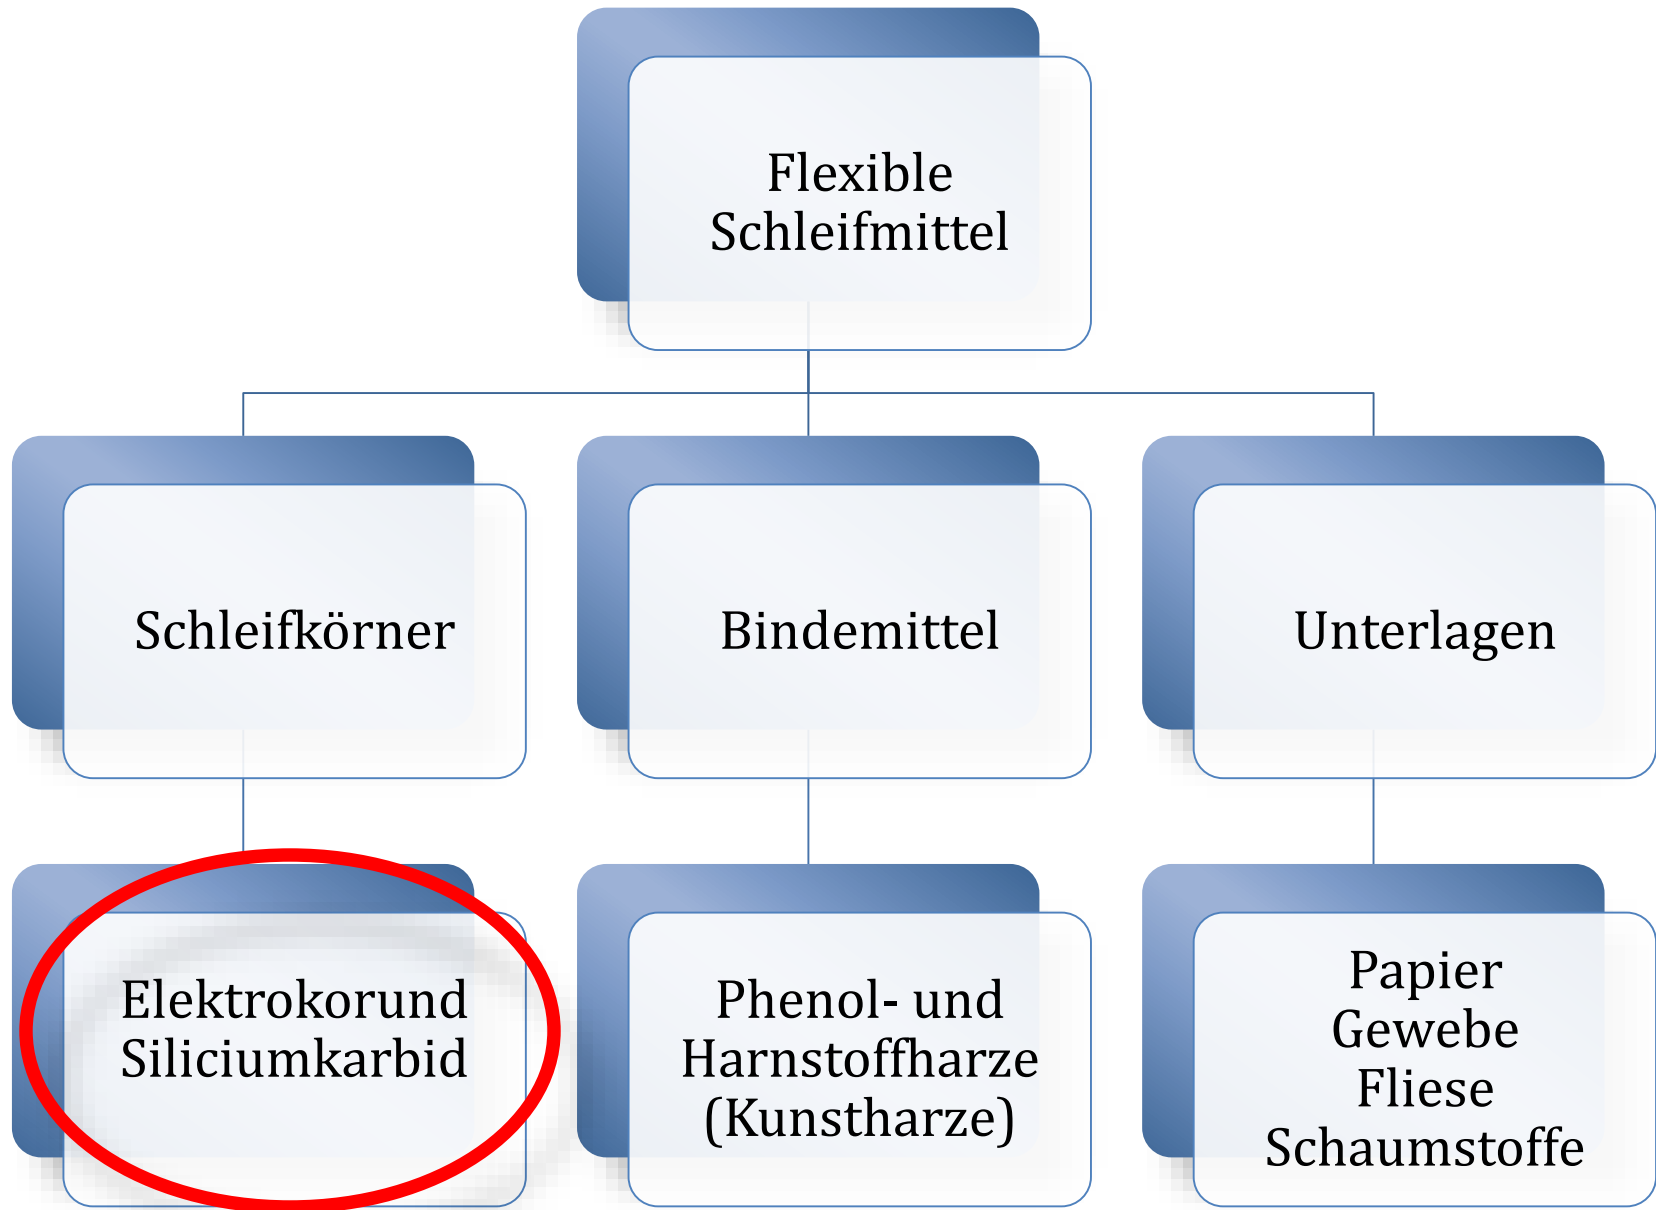 Flexible
Schleifmittel
Schleifkörner
Bindemittel
Unterlagen
Elektrokorund
Siliciumkarbid
Phenol- und
Harnstoffharze
(Kunstharze)
Papier
Gewebe
Fliese
Schaumstoffe